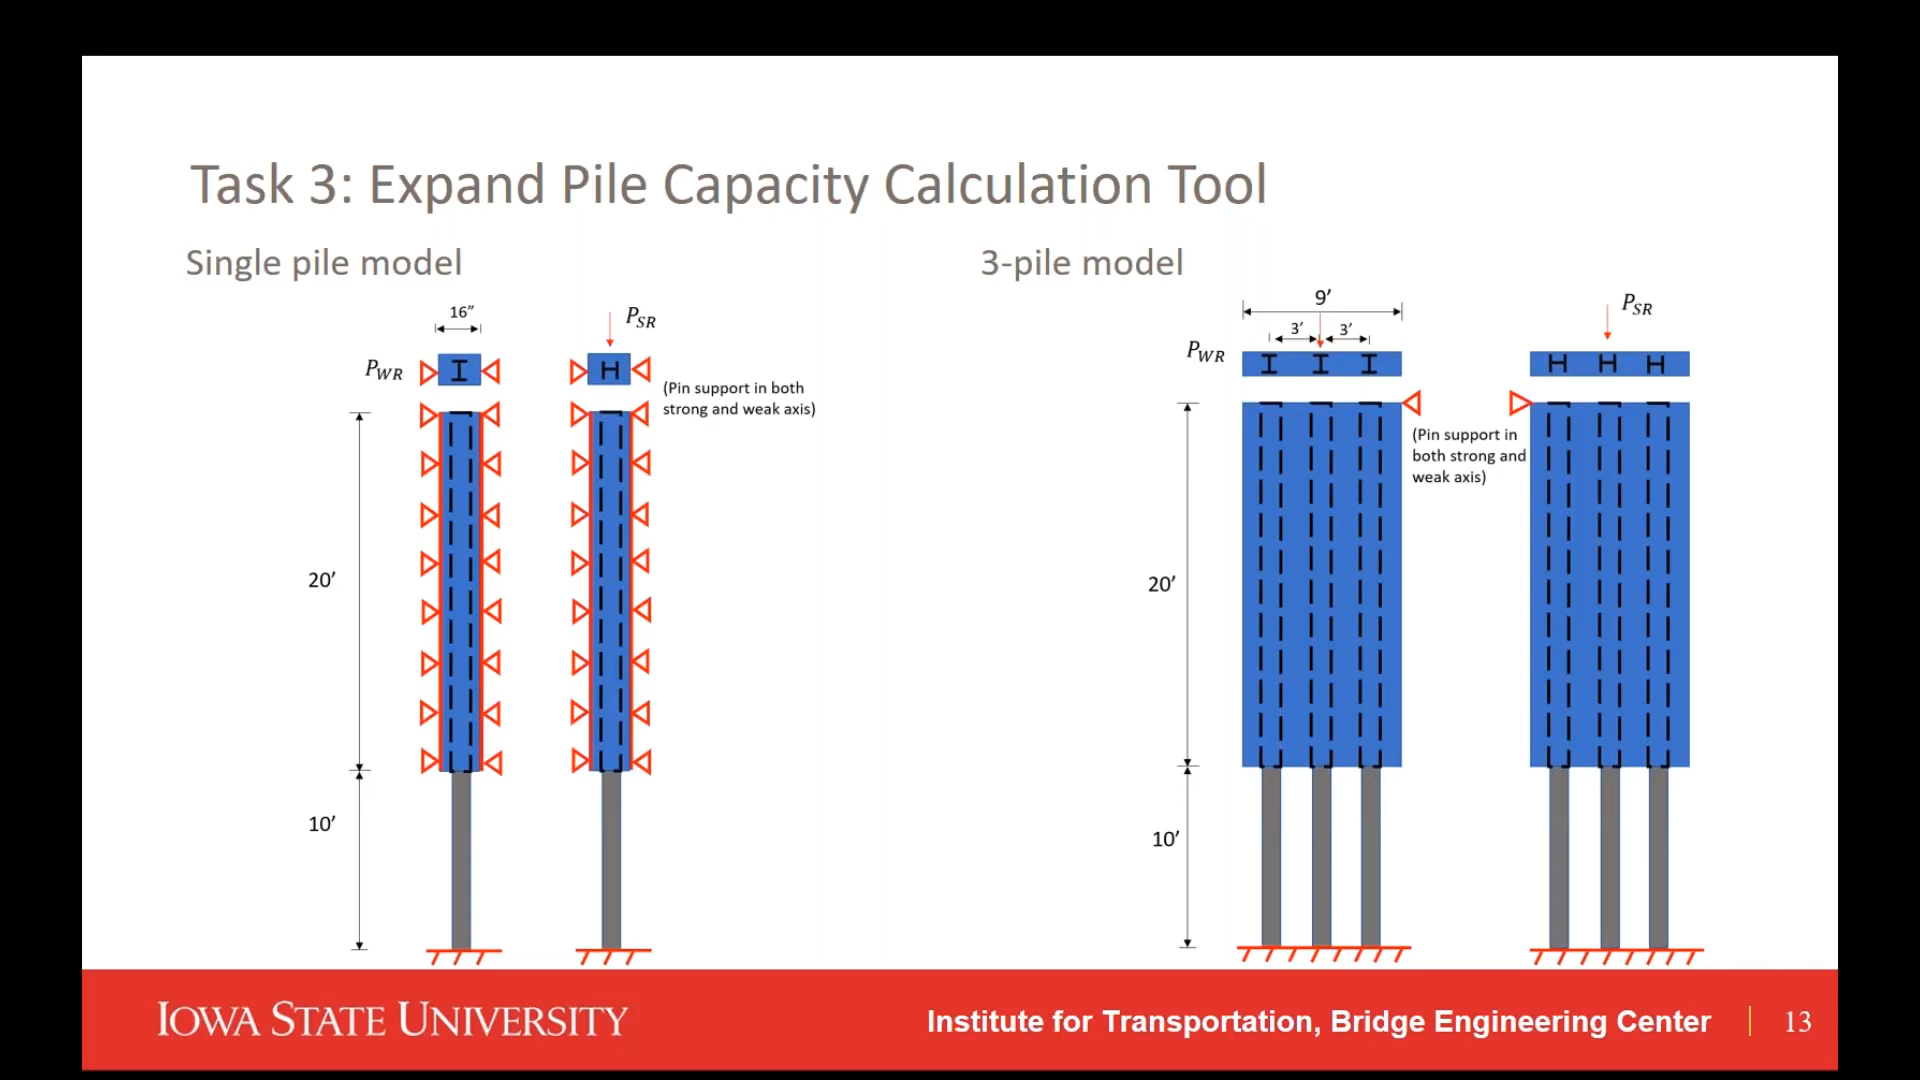 Task 3: Expand Pile Capacity Calculation Tool
Single pile model
16”
P_WR
I
P_SR
H
(Pin support in both
strong and weak axis)
20’
10’
3-pile model
9’
3’ 3’
P_WR
I I I
P_SR
H H H
(Pin support in
both strong and
weak axis)
20’
10’
IOWA STATE UNIVERSITY
Institute for Transportation, Bridge Engineering Center
13